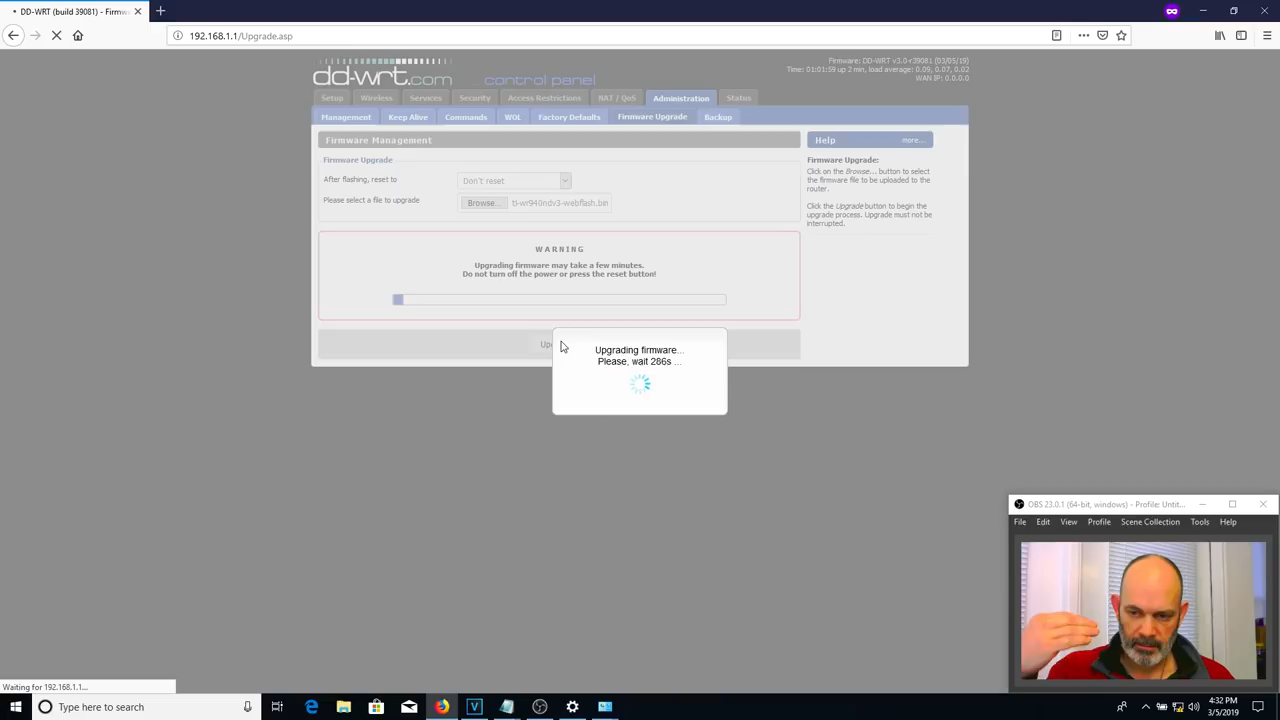 DD-WRT (build 39081) - Firmw
192.168.1.1/Upgrade.asp
dd-wrt.com control panel
Firmware: DD-WRT v3.0-r39081 (03/05/19)
Time: 01:01:59 up 2 min, load average: 0.09, 0.07, 0.02
WAN IP: 0.0.0.0
Setup Wireless Services Security Access Restrictions NAT / QoS Administration Status
Management Keep Alive Commands WOL Factory Defaults Firmware Upgrade Backup
Firmware Management
Firmware Upgrade
After flashing, reset to Don't reset
Please select a file to upgrade Browse... tl-wr940ndv3-webflash.bin
WARNING
Upgrading firmware may take a few minutes.
Do not turn off the power or press the reset button!
Upgrading firmware...
Please, wait 286s ...
Help more...
Firmware Upgrade:
Click on the Browse... button to select
the firmware file to be uploaded to the
router.
Click the Upgrade button to begin the
upgrade process. Upgrade must not be
interrupted.
OBS 23.0.1 (64-bit, windows) - Profile: Untit...
File Edit View Profile Scene Collection Tools Help
Waiting for 192.168.1.1...
Type here to search
4:32 PM
3/5/2019